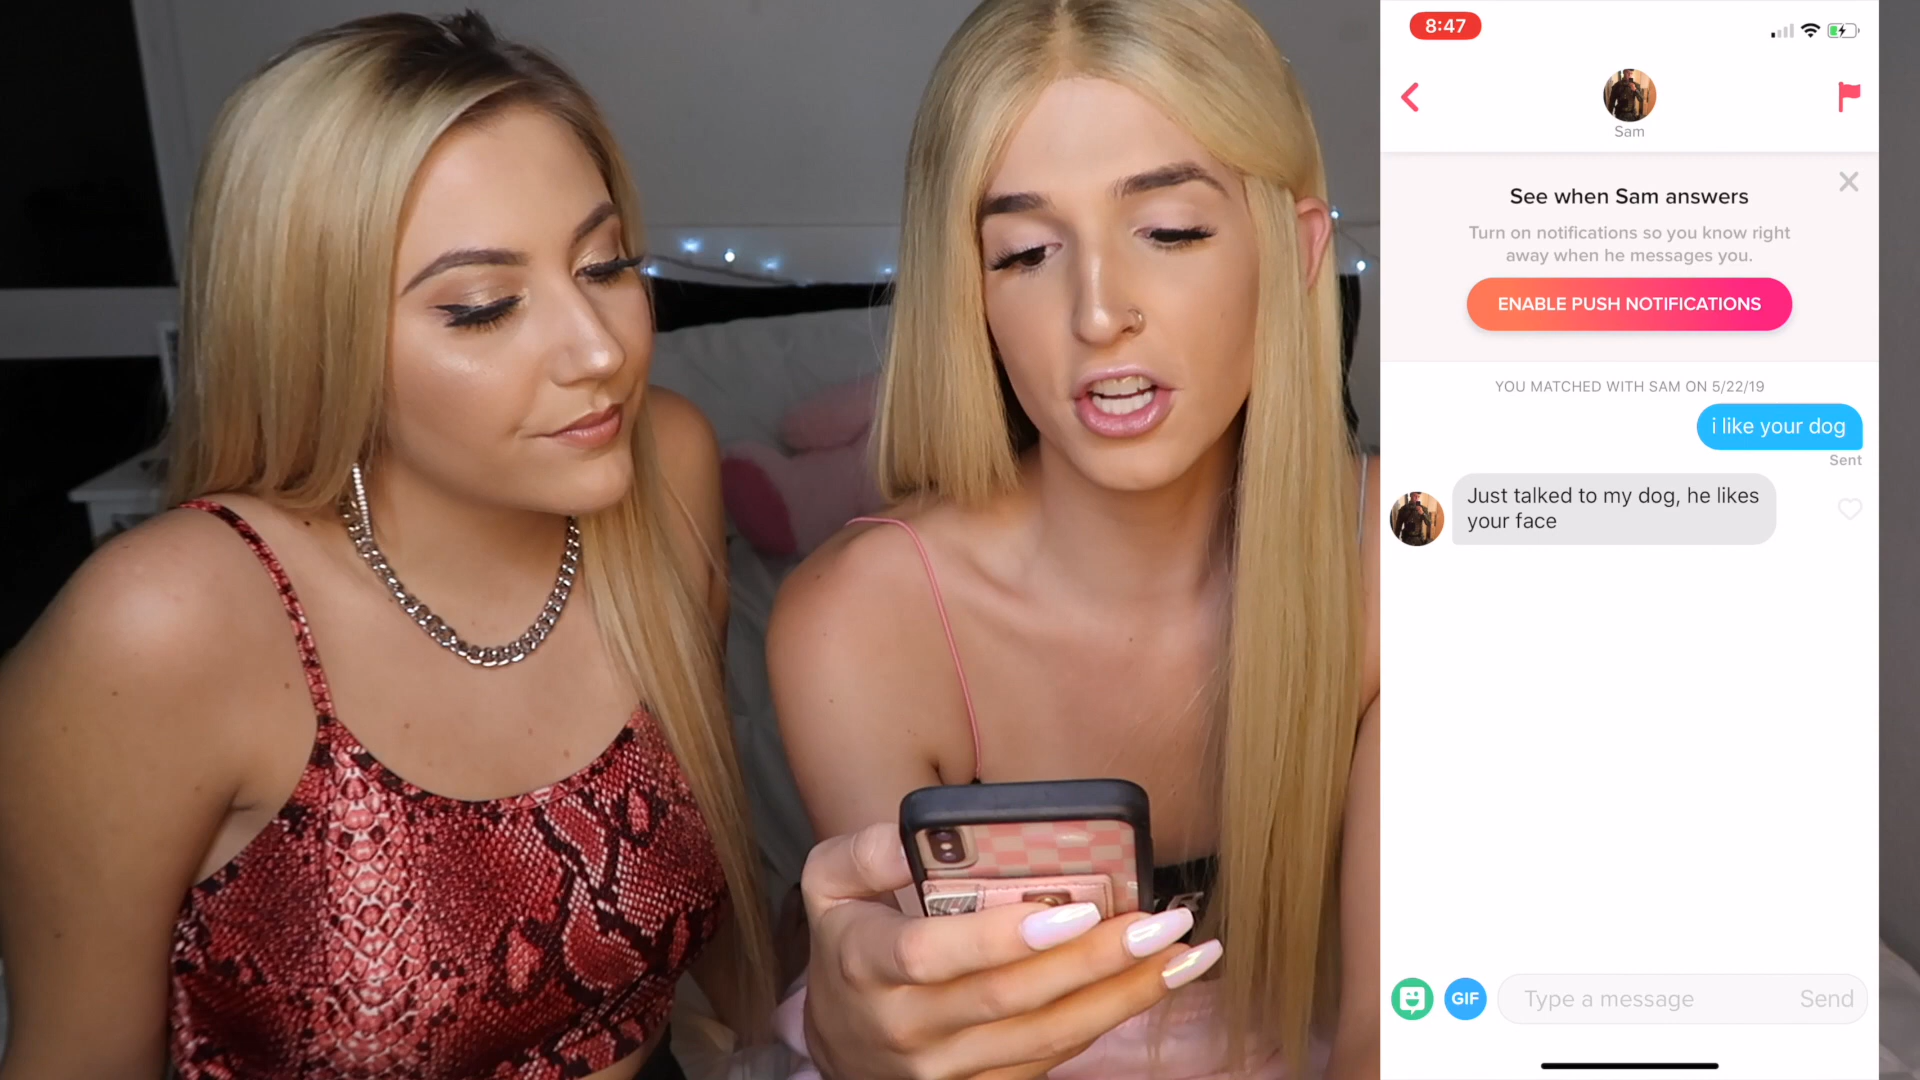 8:47
Sam
See when Sam answers
Turn on notifications so you know right
away when he messages you.
ENABLE PUSH NOTIFICATIONS
YOU MATCHED WITH SAM ON 5/22/19
i like your dog
Sent
Just talked to my dog, he likes
your face
GIF
Type a message
Send